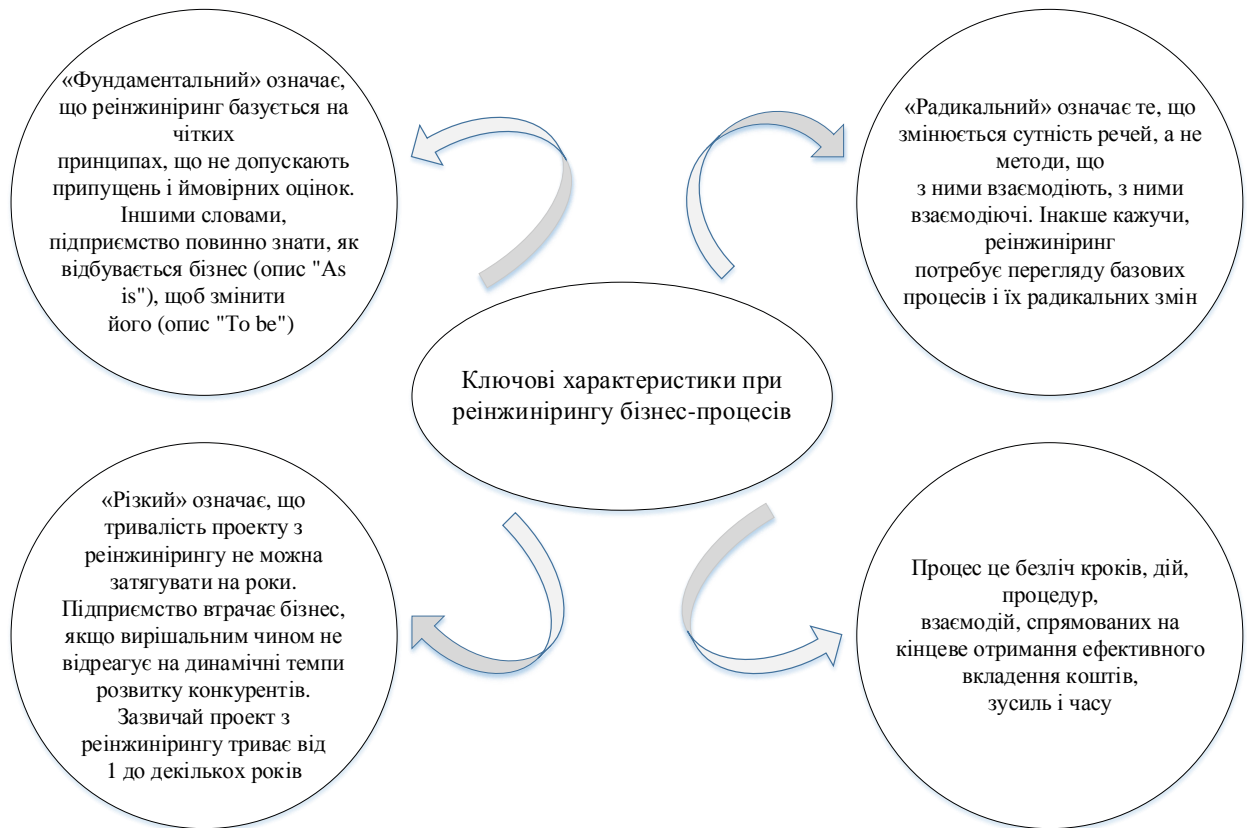 «Фундаментальний» означає,
що реінжиніринг базується на
чітких
принципах, що не допускають
припущень і ймовірних оцінок.
Іншими словами,
підприємство повинно знати, як
відбувається бізнес (опис "As
is"), щоб змінити
його (опис "To be")
«Радикальний» означає те, що
змінюється сутність речей, а не
методи, що
з ними взаємодіють, з ними
взаємодіючі. Інакше кажучи,
реінжиніринг
потребує перегляду базових
процесів і їх радикальних змін
Ключові характеристики при
реінжинірингу бізнес-процесів
«Різкий» означає, що
тривалість проекту з
реінжинірингу не можна
затягувати на роки.
Підприємство втрачає бізнес,
якщо вирішальним чином не
відреагує на динамічні темпи
розвитку конкурентів.
Зазвичай проект з
реінжинірингу триває від
1 до декількох років
Процес це безліч кроків, дій,
процедур,
взаємодій, спрямованих на
кінцеве отримання ефективного
вкладення коштів,
зусиль і часу